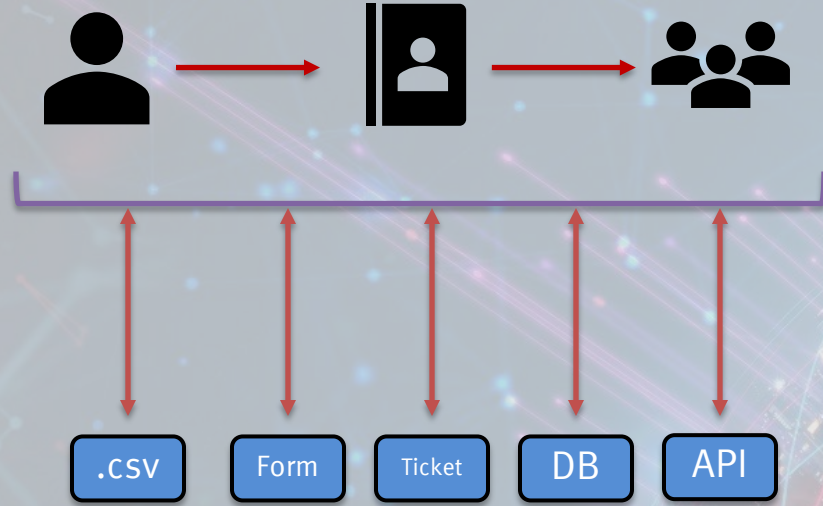 .csv
Form
Ticket
DB
API